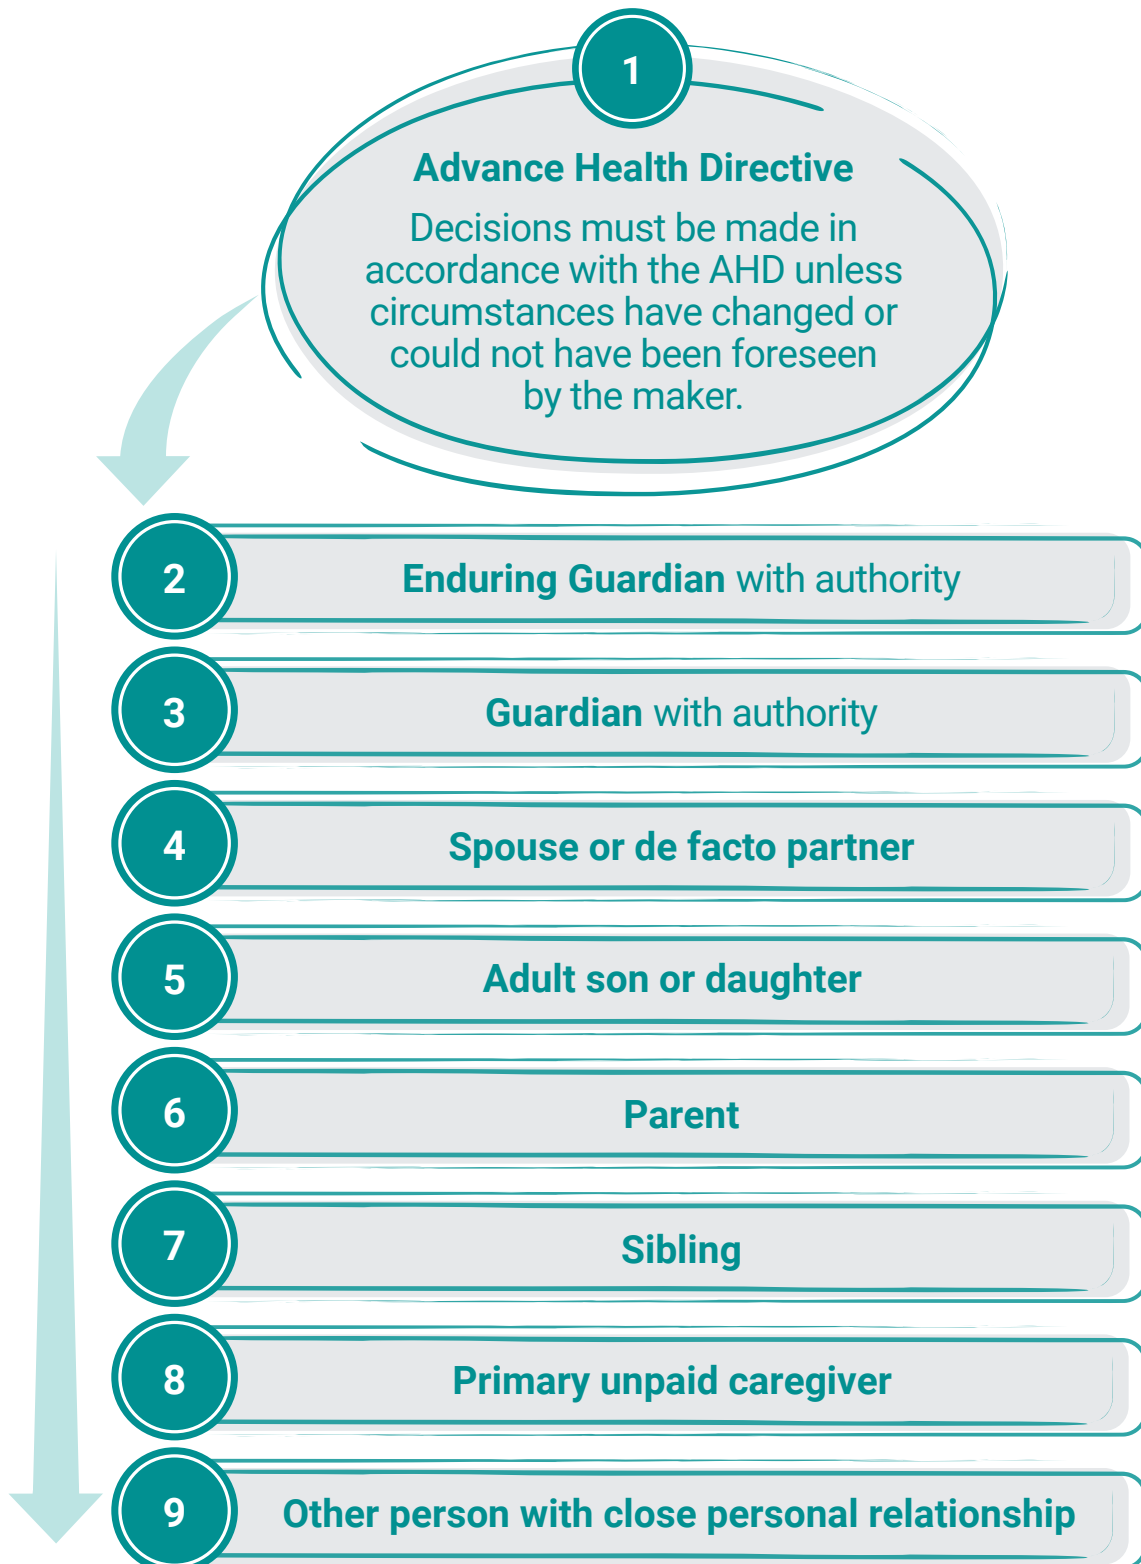 1
Advance Health Directive
Decisions must be made in
accordance with the AHD unless
circumstances have changed or
could not have been foreseen
by the maker.
2
Enduring Guardian with authority
3
Guardian with authority
4
Spouse or de facto partner
5
Adult son or daughter
6
Parent
7
Sibling
8
Primary unpaid caregiver
9
Other person with close personal relationship